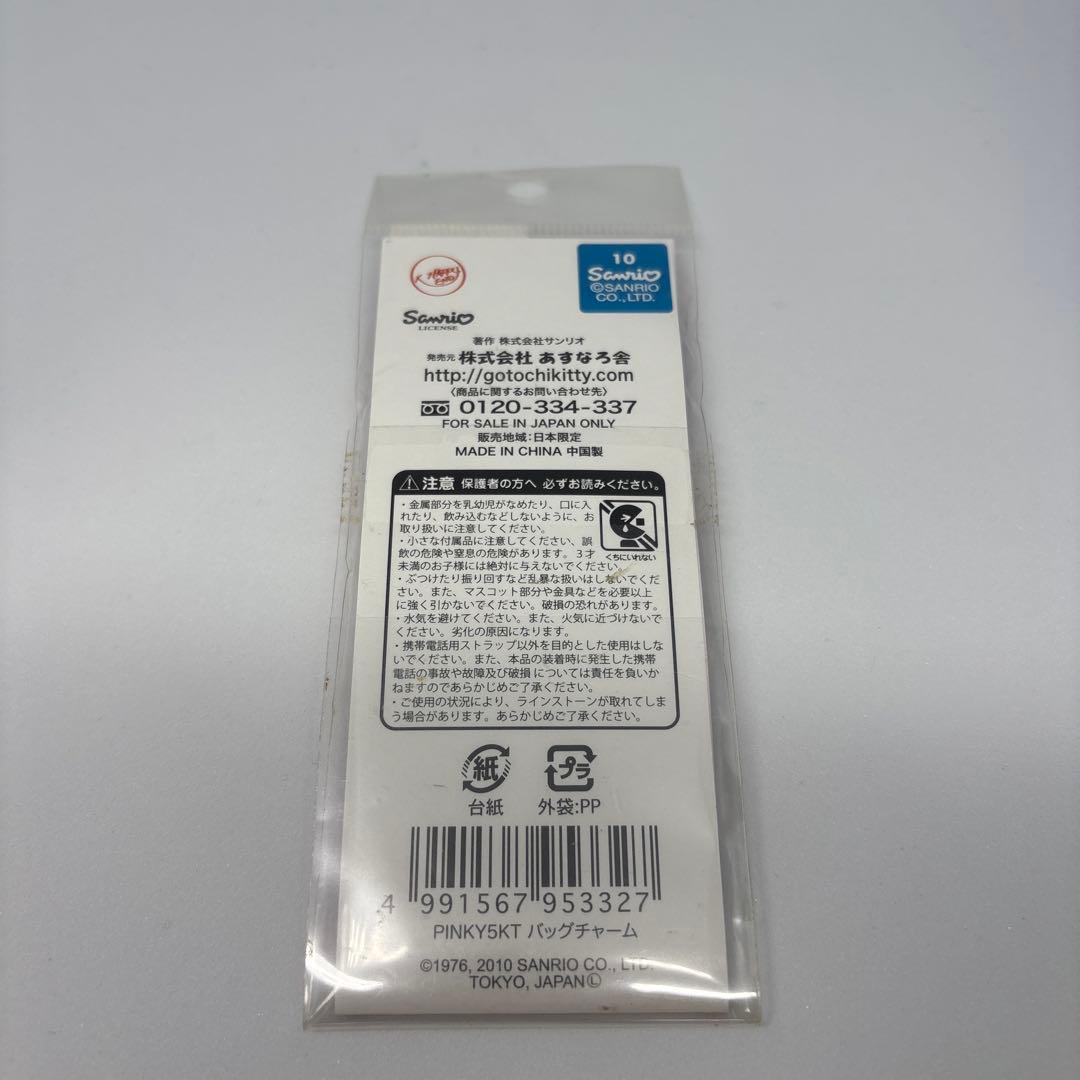 10
Sanrio
©SANRIO
CO.,LTD.
Sanrio
LICENSE
著作 株式会社サンリオ
発売元 株式会社 あすなろ舎
http://gotochikitty.com
〈商品に関するお問い合わせ先〉
0120-334-337
FOR SALE IN JAPAN ONLY
販売地域:日本限定
MADE IN CHINA 中国製
注意 保護者の方へ 必ずお読みください。
・金属部分を乳幼児がなめたり、口に入
れたり、飲み込むなどしないように、お
取り扱いに注意してください。
・小さな付属品に注意してください、誤
飲の危険や窒息の危険があります。3才
未満のお子様には絶対に与えないでください。
くちにいれない
・ぶつけたり振り回すなど乱暴な扱いはしないでくだ
さい。また、マスコット部分や金具などを必要以上
に強く引かないでください。破損の恐れがあります。
・水気を避けてください。また、火気に近づけないで
ください。劣化の原因になります。
・携帯電話用ストラップ以外を目的とした使用はしな
いでください。また、本品の装着時に発生した携帯
電話の事故や故障及び破損については責任を負いか
ねますのであらかじめご了承ください。
・ご使用の状況により、ラインストーンが取れてしま
う場合があります。あらかじめご了承ください。
紙 プラ
台紙 外袋:PP
4 991567 953327
PINKY5KT バッグチャーム
©1976, 2010 SANRIO CO., LTD.
TOKYO, JAPAN Ⓛ